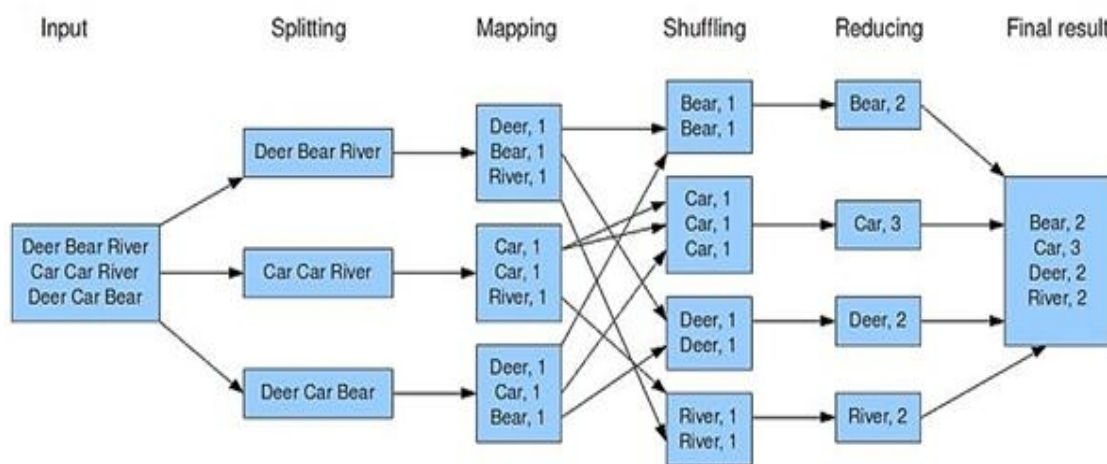 Input
Splitting
Mapping
Shuffling
Reducing
Final result
Deer Bear River
Car Car River
Deer Car Bear
Deer Bear River
Car Car River
Deer Car Bear
Deer, 1
Bear, 1
River, 1
Car, 1
Car, 1
River, 1
Deer, 1
Car, 1
Bear, 1
Bear, 1
Bear, 1
Car, 1
Car, 1
Car, 1
Deer, 1
Deer, 1
River, 1
River, 1
Bear, 2
Car, 3
Deer, 2
River, 2
Bear, 2
Car, 3
Deer, 2
River, 2